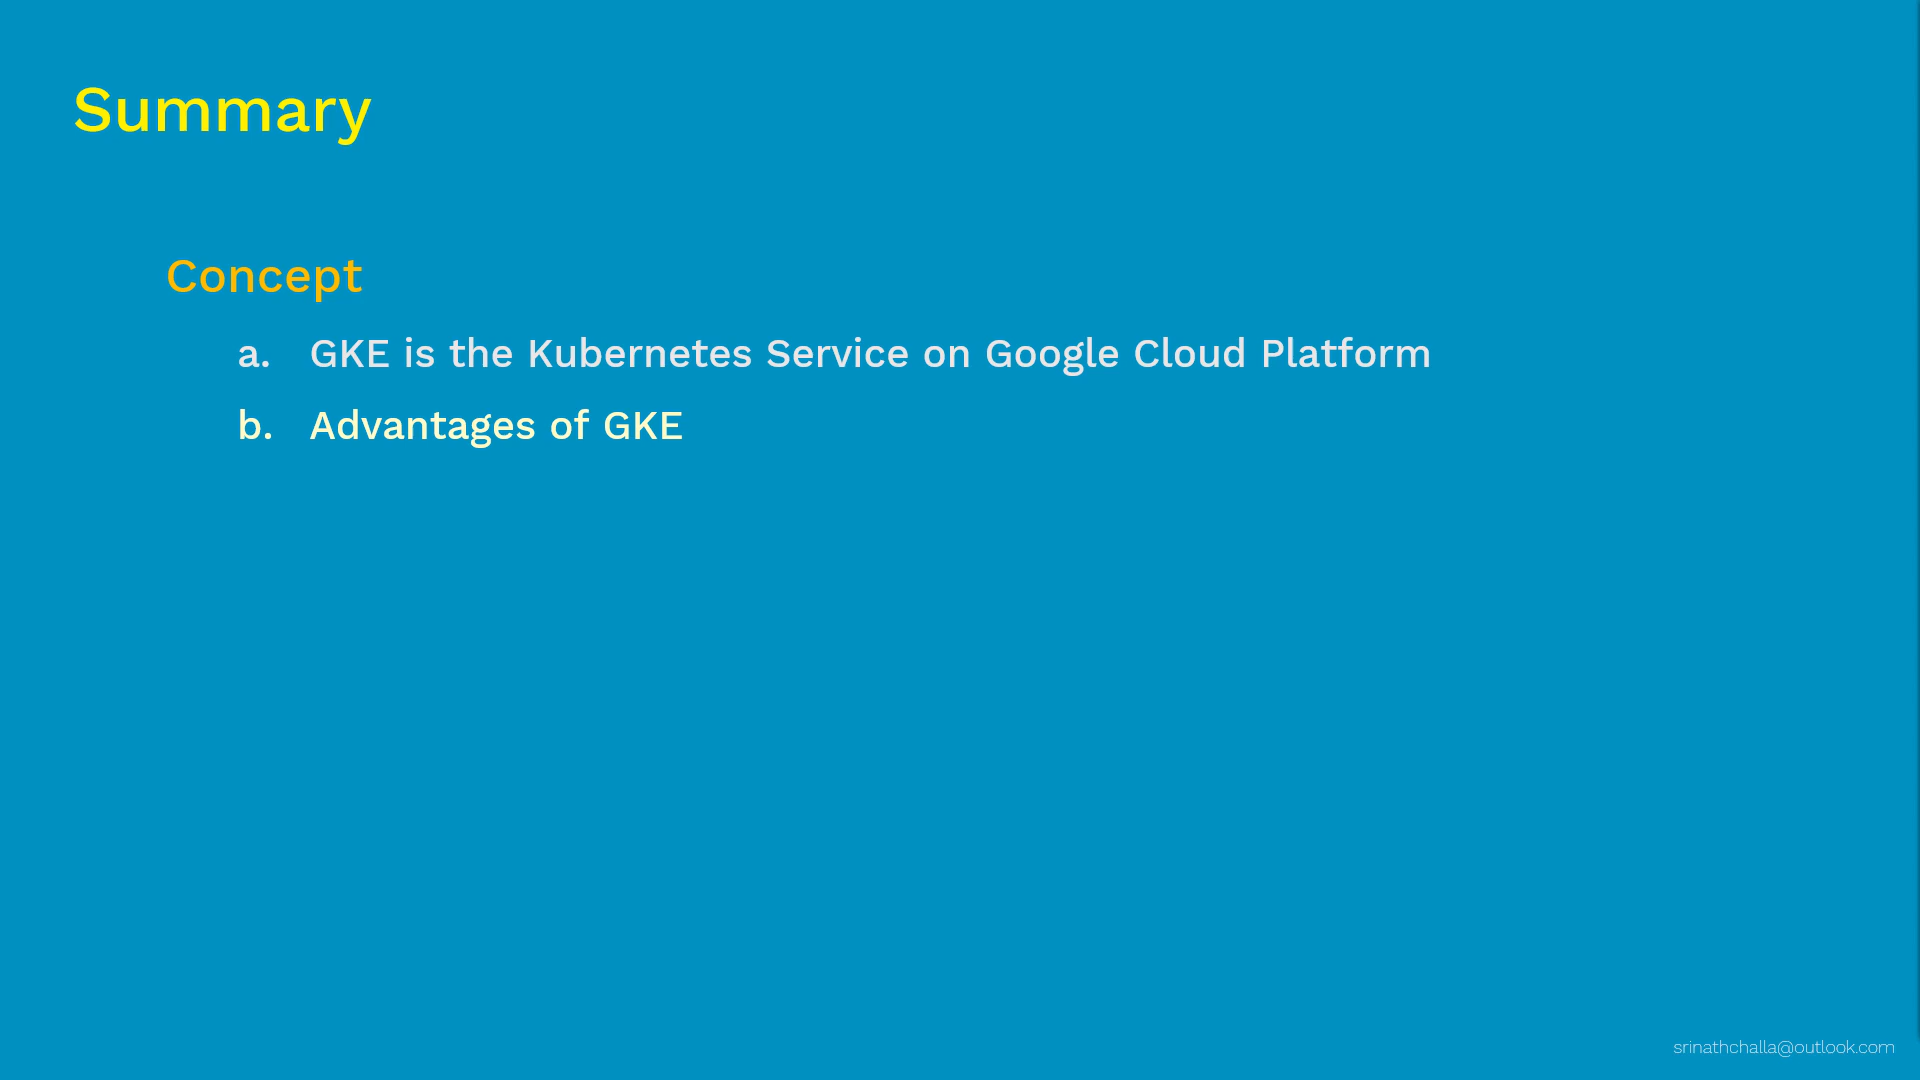 Summary
Concept
a. GKE is the Kubernetes Service on Google Cloud Platform
b. Advantages of GKE
srinathchalla@outlook.com